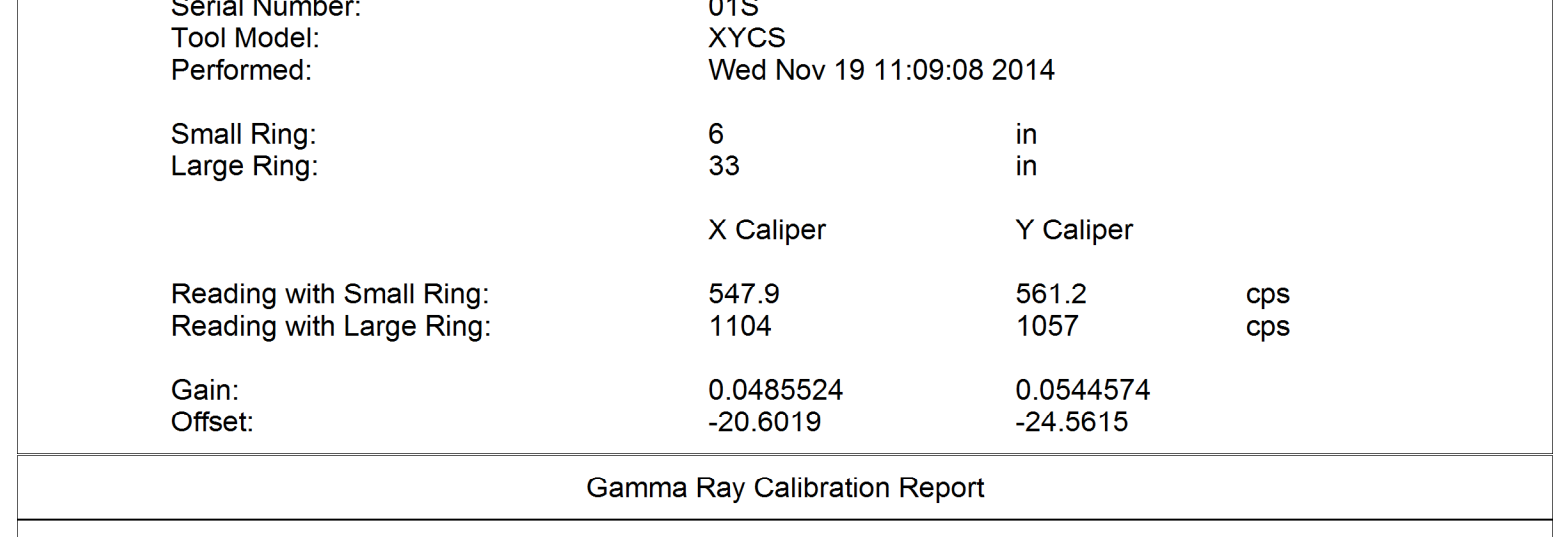 Serial Number: 01S
Tool Model: XYCS
Performed: Wed Nov 19 11:09:08 2014
Small Ring: 6 in
Large Ring: 33 in
X Caliper Y Caliper
Reading with Small Ring: 547.9 561.2 cps
Reading with Large Ring: 1104 1057 cps
Gain: 0.0485524 0.0544574
Offset: -20.6019 -24.5615
Gamma Ray Calibration Report